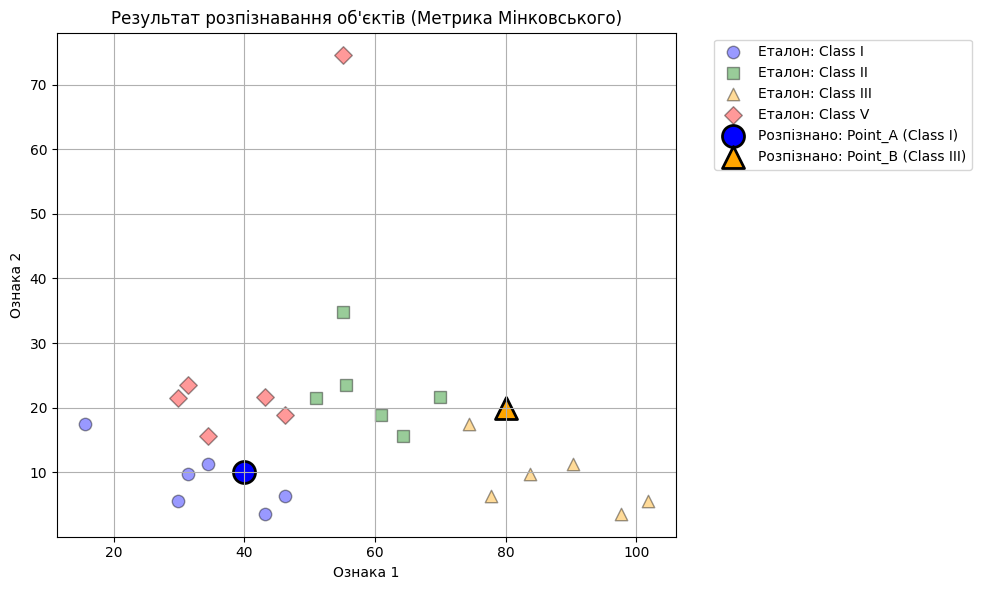 Результат розпізнавання об'єктів (Метрика Мінковського)
Еталон: Class I
Еталон: Class II
Еталон: Class III
Еталон: Class V
Розпізнано: Point_A (Class I)
Розпізнано: Point_B (Class III)
Ознака 2
70
60
50
40
30
20
10
20
40
60
80
100
Ознака 1